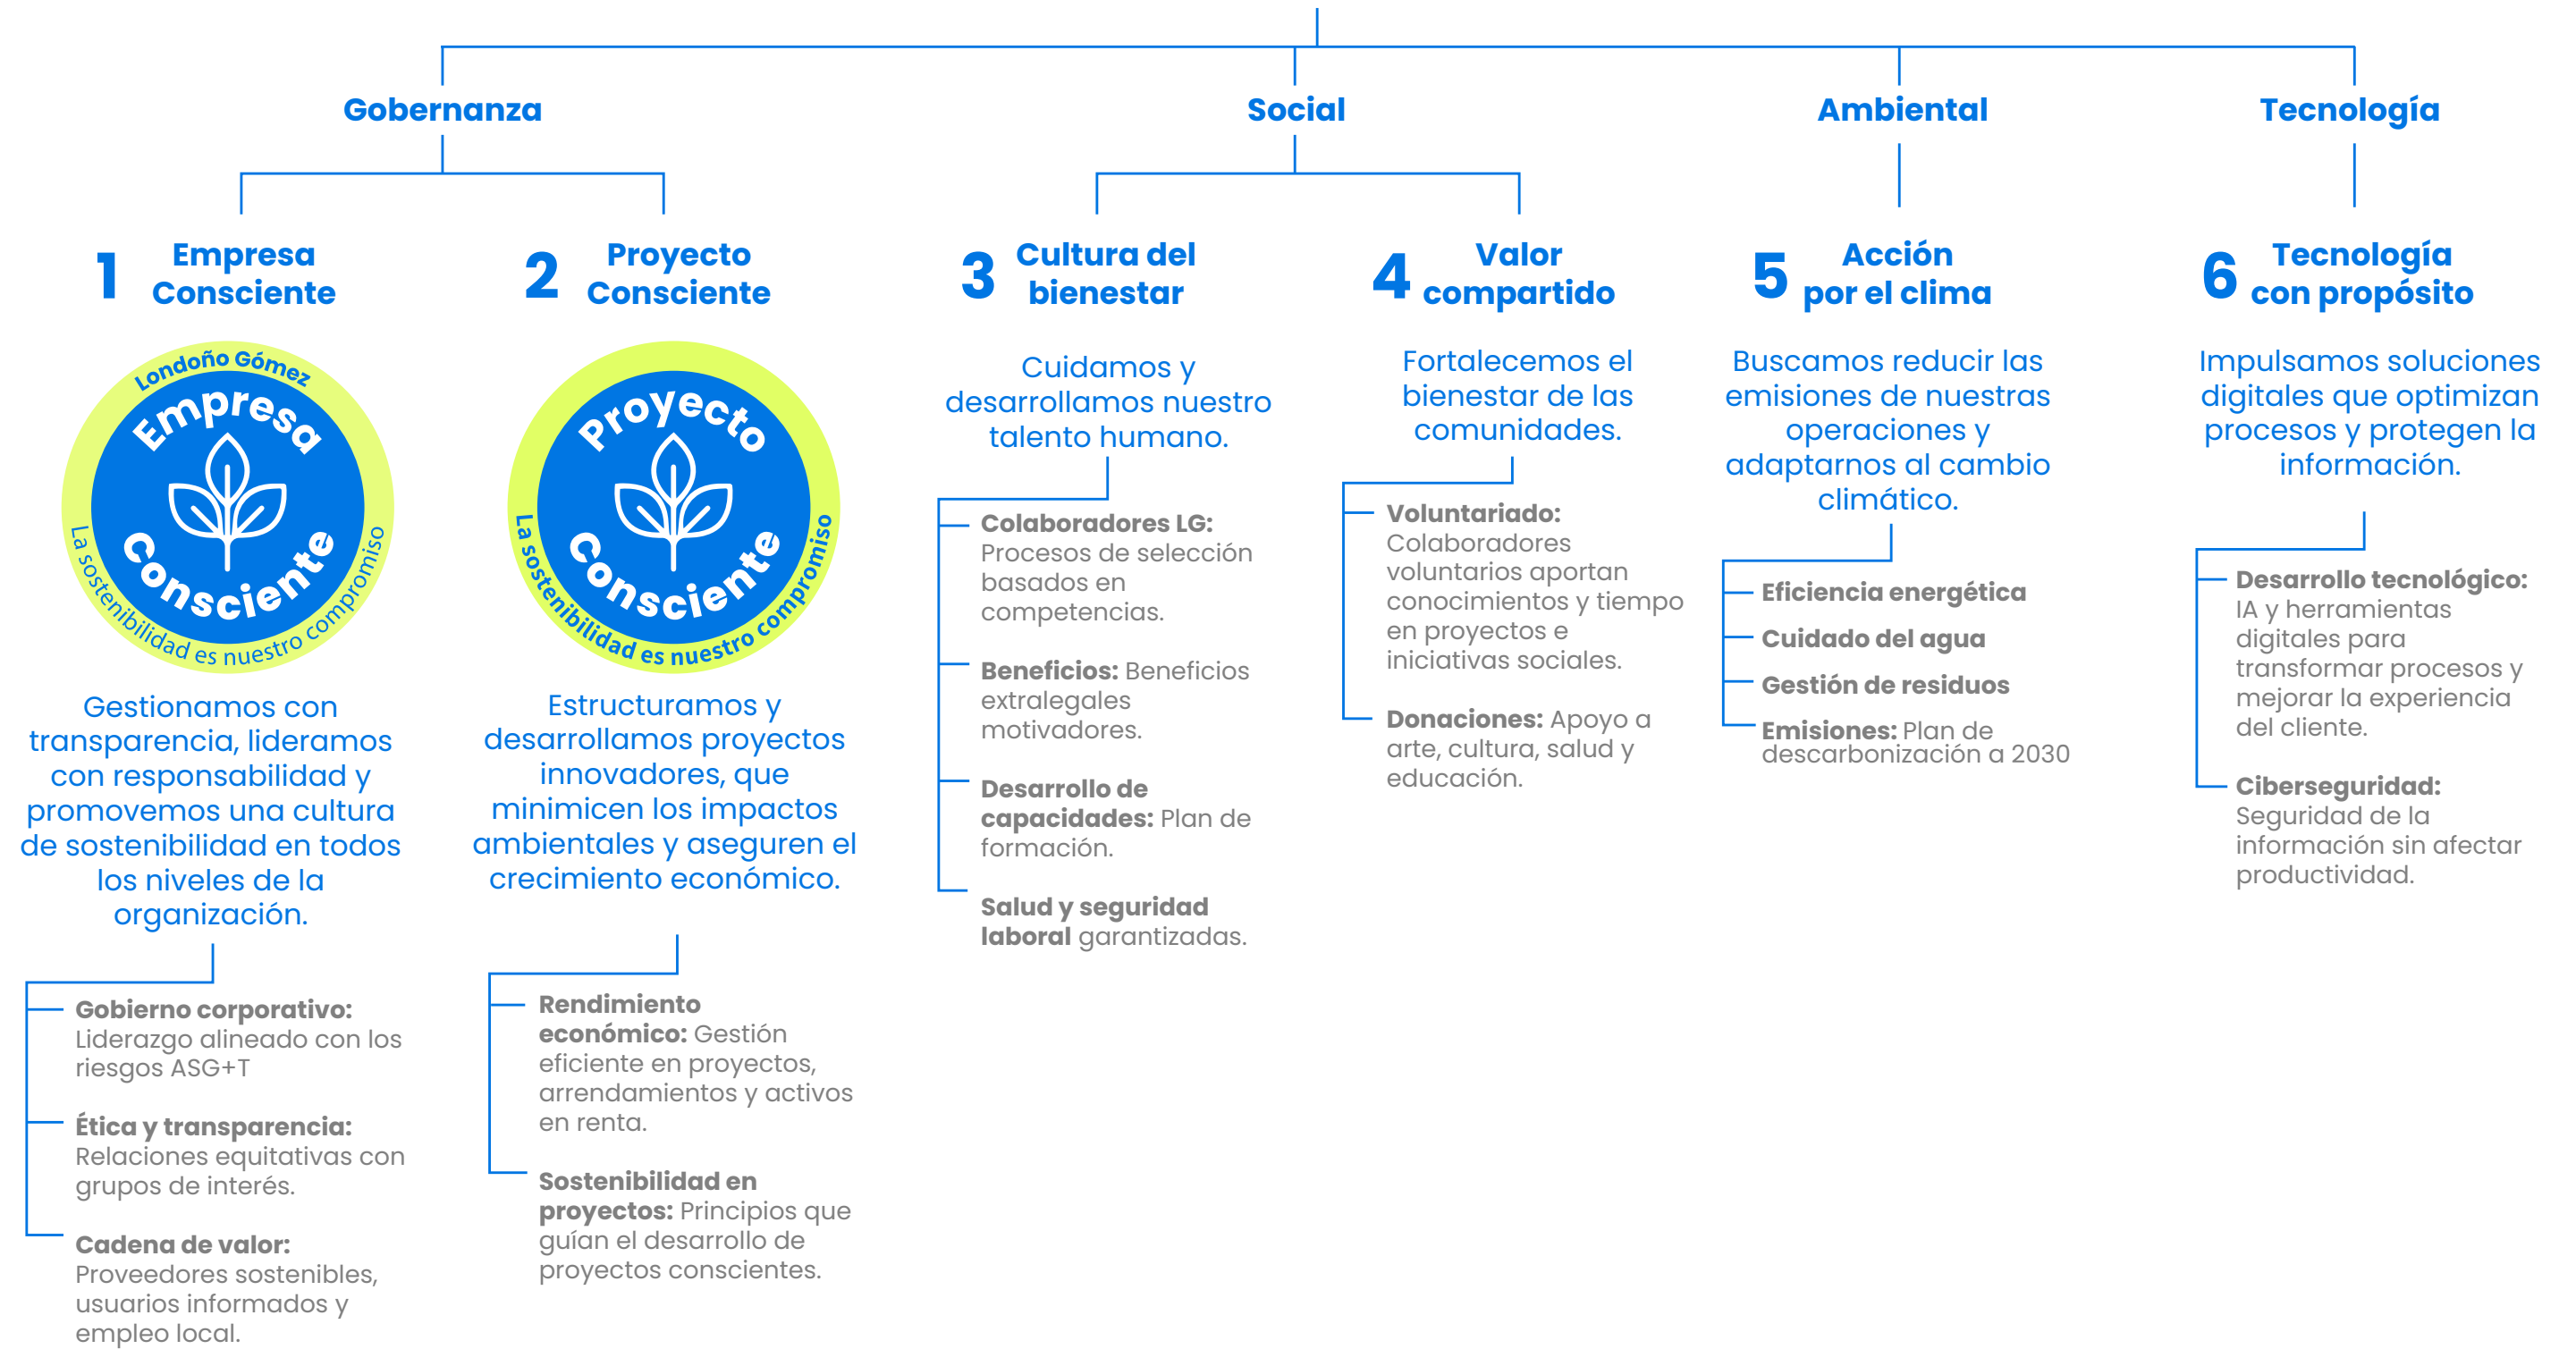 Gobernanza
Social
Ambiental
Tecnología
1
Empresa
Consciente
Londoño Gómez
Empresa
Consciente
La sostenibilidad es nuestro compromiso
Gestionamos con
transparencia, lideramos
con responsabilidad y
promovemos una cultura
de sostenibilidad en todos
los niveles de la
organización.
Gobierno corporativo:
Liderazgo alineado con los
riesgos ASG+T
Ética y transparencia:
Relaciones equitativas con
grupos de interés.
Cadena de valor:
Proveedores sostenibles,
usuarios informados y
empleo local.
2
Proyecto
Consciente
Proyecto
Consciente
La sostenibilidad es nuestro compromiso
Estructuramos y
desarrollamos proyectos
innovadores, que
minimicen los impactos
ambientales y aseguren el
crecimiento económico.
Rendimiento
económico: Gestión
eficiente en proyectos,
arrendamientos y activos
en renta.
Sostenibilidad en
proyectos: Principios que
guían el desarrollo de
proyectos conscientes.
3
Cultura del
bienestar
Cuidamos y
desarrollamos nuestro
talento humano.
Colaboradores LG:
Procesos de selección
basados en
competencias.
Beneficios: Beneficios
extralegales
motivadores.
Desarrollo de
capacidades: Plan de
formación.
Salud y seguridad
laboral garantizadas.
4
Valor
compartido
Fortalecemos el
bienestar de las
comunidades.
Voluntariado:
Colaboradores
voluntarios aportan
conocimientos y tiempo
en proyectos e
iniciativas sociales.
Donaciones: Apoyo a
arte, cultura, salud y
educación.
5
Acción
por el clima
Buscamos reducir las
emisiones de nuestras
operaciones y
adaptarnos al cambio
climático.
Eficiencia energética
Cuidado del agua
Gestión de residuos
Emisiones: Plan de
descarbonización a 2030
6
Tecnología
con propósito
Impulsamos soluciones
digitales que optimizan
procesos y protegen la
información.
Desarrollo tecnológico:
IA y herramientas
digitales para
transformar procesos y
mejorar la experiencia
del cliente.
Ciberseguridad:
Seguridad de la
información sin afectar
productividad.